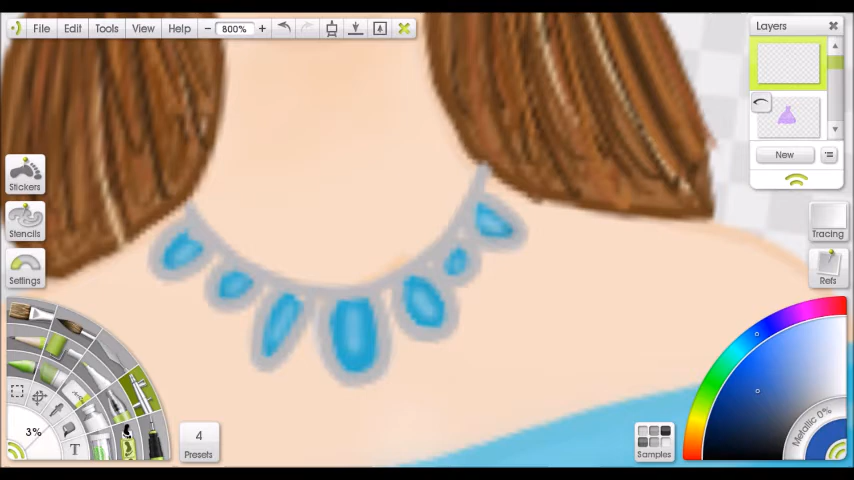 File Edit Tools View Help − 800% +
Layers
New
Stickers
Stencils
Settings
Tracing
Refs
3%
T
4
Presets
Samples
Metallic 0%